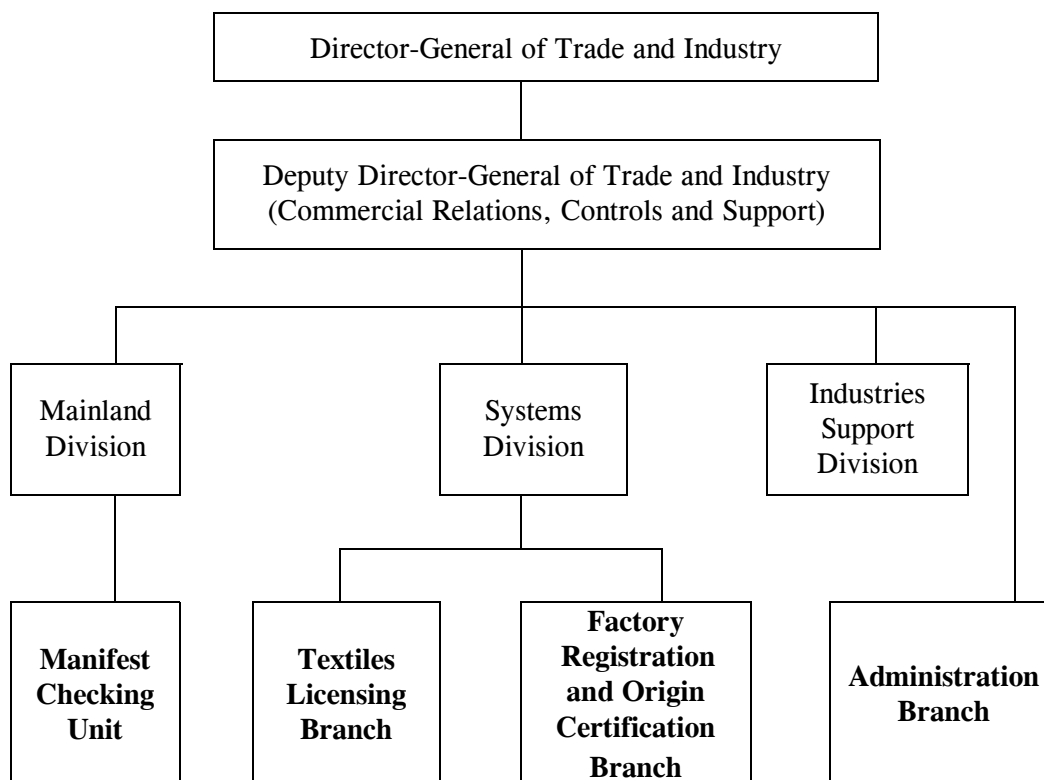 Director-General of Trade and Industry
Deputy Director-General of Trade and Industry
(Commercial Relations, Controls and Support)
Mainland
Division
Systems
Division
Industries
Support
Division
Manifest
Checking
Unit
Textiles
Licensing
Branch
Factory
Registration
and Origin
Certification
Branch
Administration
Branch